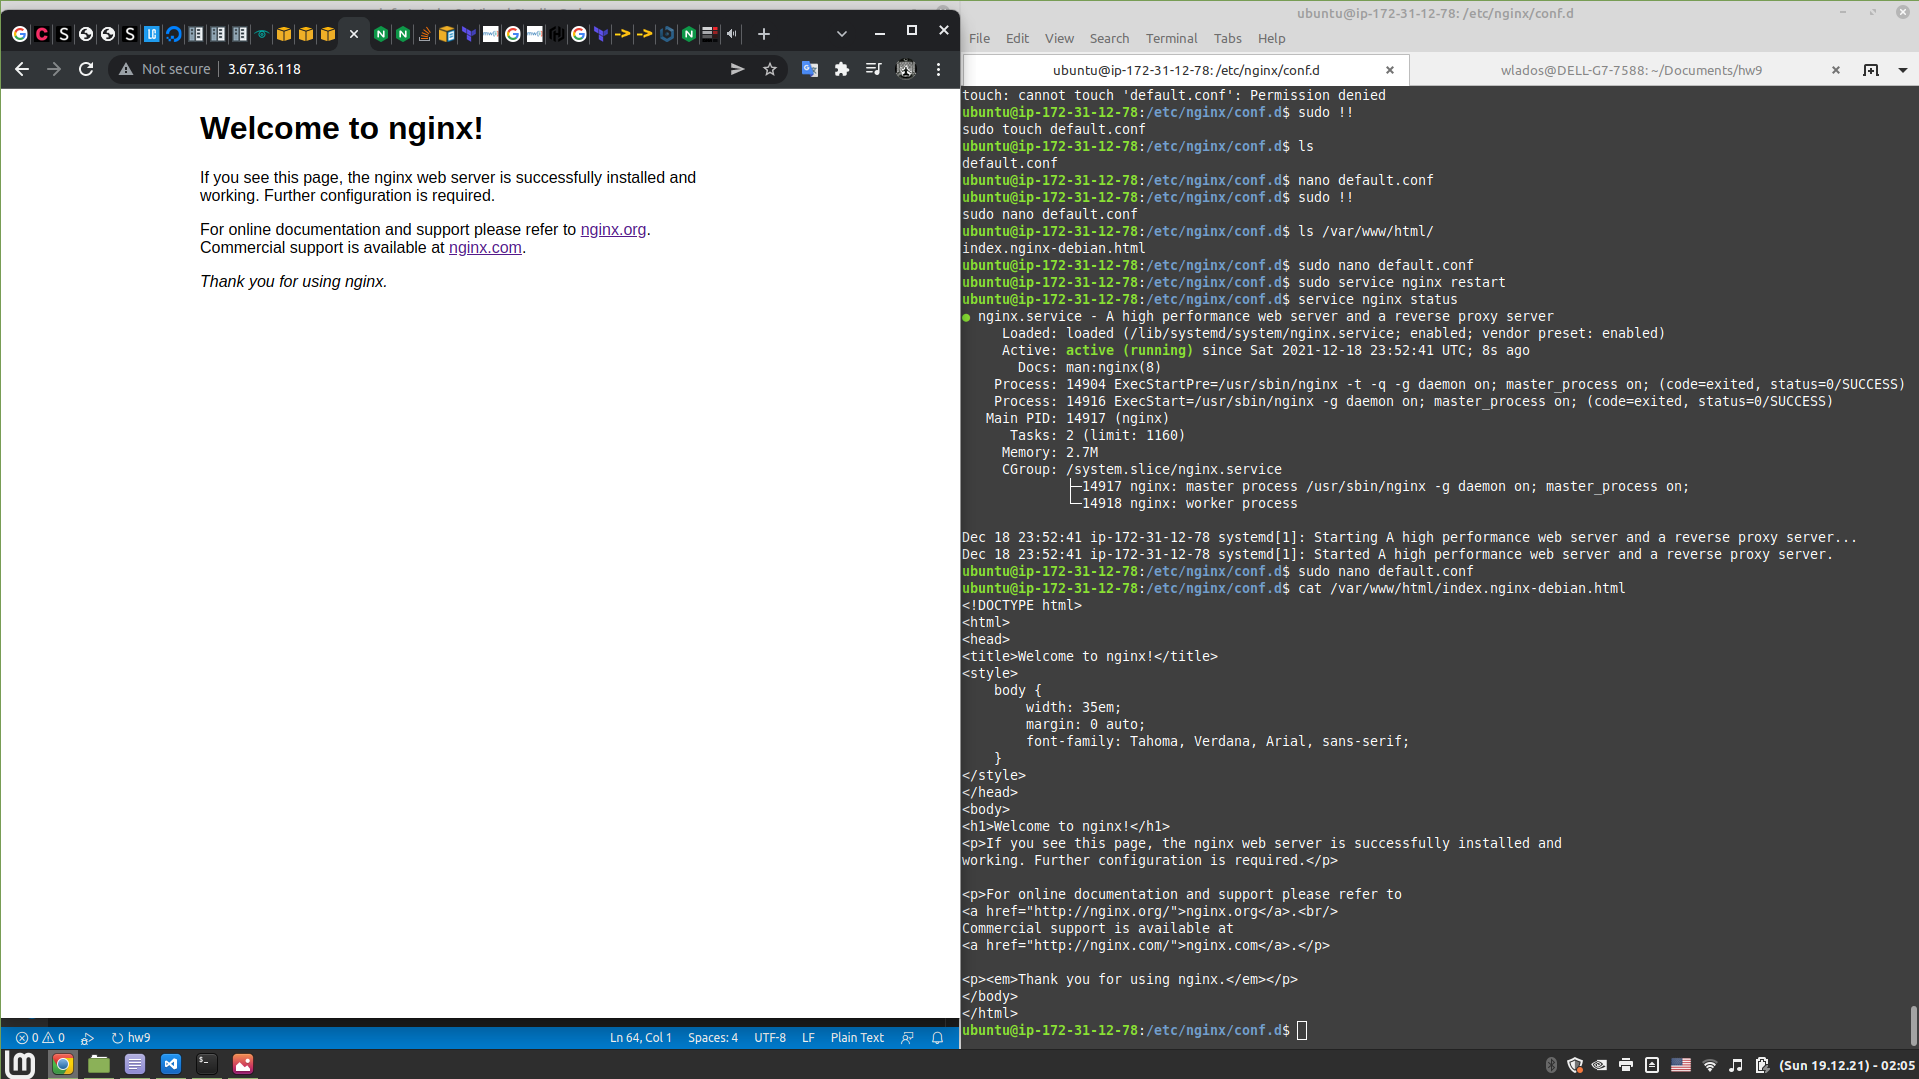 Not secure
3.67.36.118
Welcome to nginx!
If you see this page, the nginx web server is successfully installed and
working. Further configuration is required.
For online documentation and support please refer to nginx.org.
Commercial support is available at nginx.com.
Thank you for using nginx.
0 0 hw9 Ln 64, Col 1 Spaces: 4 UTF-8 LF Plain Text
ubuntu@ip-172-31-12-78: /etc/nginx/conf.d
File Edit View Search Terminal Tabs Help
ubuntu@ip-172-31-12-78: /etc/nginx/conf.d
wlados@DELL-G7-7588: ~/Documents/hw9
touch: cannot touch 'default.conf': Permission denied
ubuntu@ip-172-31-12-78:/etc/nginx/conf.d$ sudo !!
sudo touch default.conf
ubuntu@ip-172-31-12-78:/etc/nginx/conf.d$ ls
default.conf
ubuntu@ip-172-31-12-78:/etc/nginx/conf.d$ nano default.conf
ubuntu@ip-172-31-12-78:/etc/nginx/conf.d$ sudo !!
sudo nano default.conf
ubuntu@ip-172-31-12-78:/etc/nginx/conf.d$ ls /var/www/html/
index.nginx-debian.html
ubuntu@ip-172-31-12-78:/etc/nginx/conf.d$ sudo nano default.conf
ubuntu@ip-172-31-12-78:/etc/nginx/conf.d$ sudo service nginx restart
ubuntu@ip-172-31-12-78:/etc/nginx/conf.d$ service nginx status
● nginx.service - A high performance web server and a reverse proxy server
     Loaded: loaded (/lib/systemd/system/nginx.service; enabled; vendor preset: enabled)
     Active: active (running) since Sat 2021-12-18 23:52:41 UTC; 8s ago
       Docs: man:nginx(8)
    Process: 14904 ExecStartPre=/usr/sbin/nginx -t -q -g daemon on; master_process on; (code=exited, status=0/SUCCESS)
    Process: 14916 ExecStart=/usr/sbin/nginx -g daemon on; master_process on; (code=exited, status=0/SUCCESS)
   Main PID: 14917 (nginx)
      Tasks: 2 (limit: 1160)
     Memory: 2.7M
     CGroup: /system.slice/nginx.service
             ├─14917 nginx: master process /usr/sbin/nginx -g daemon on; master_process on;
             └─14918 nginx: worker process
Dec 18 23:52:41 ip-172-31-12-78 systemd[1]: Starting A high performance web server and a reverse proxy server...
Dec 18 23:52:41 ip-172-31-12-78 systemd[1]: Started A high performance web server and a reverse proxy server.
ubuntu@ip-172-31-12-78:/etc/nginx/conf.d$ sudo nano default.conf
ubuntu@ip-172-31-12-78:/etc/nginx/conf.d$ cat /var/www/html/index.nginx-debian.html
<!DOCTYPE html>
<html>
<head>
<title>Welcome to nginx!</title>
<style>
    body {
        width: 35em;
        margin: 0 auto;
        font-family: Tahoma, Verdana, Arial, sans-serif;
    }
</style>
</head>
<body>
<h1>Welcome to nginx!</h1>
<p>If you see this page, the nginx web server is successfully installed and
working. Further configuration is required.</p>
<p>For online documentation and support please refer to
<a href="http://nginx.org/">nginx.org</a>.<br/>
Commercial support is available at
<a href="http://nginx.com/">nginx.com</a>.</p>
<p><em>Thank you for using nginx.</em></p>
</body>
</html>
ubuntu@ip-172-31-12-78:/etc/nginx/conf.d$
(Sun 19.12.21) - 02:05